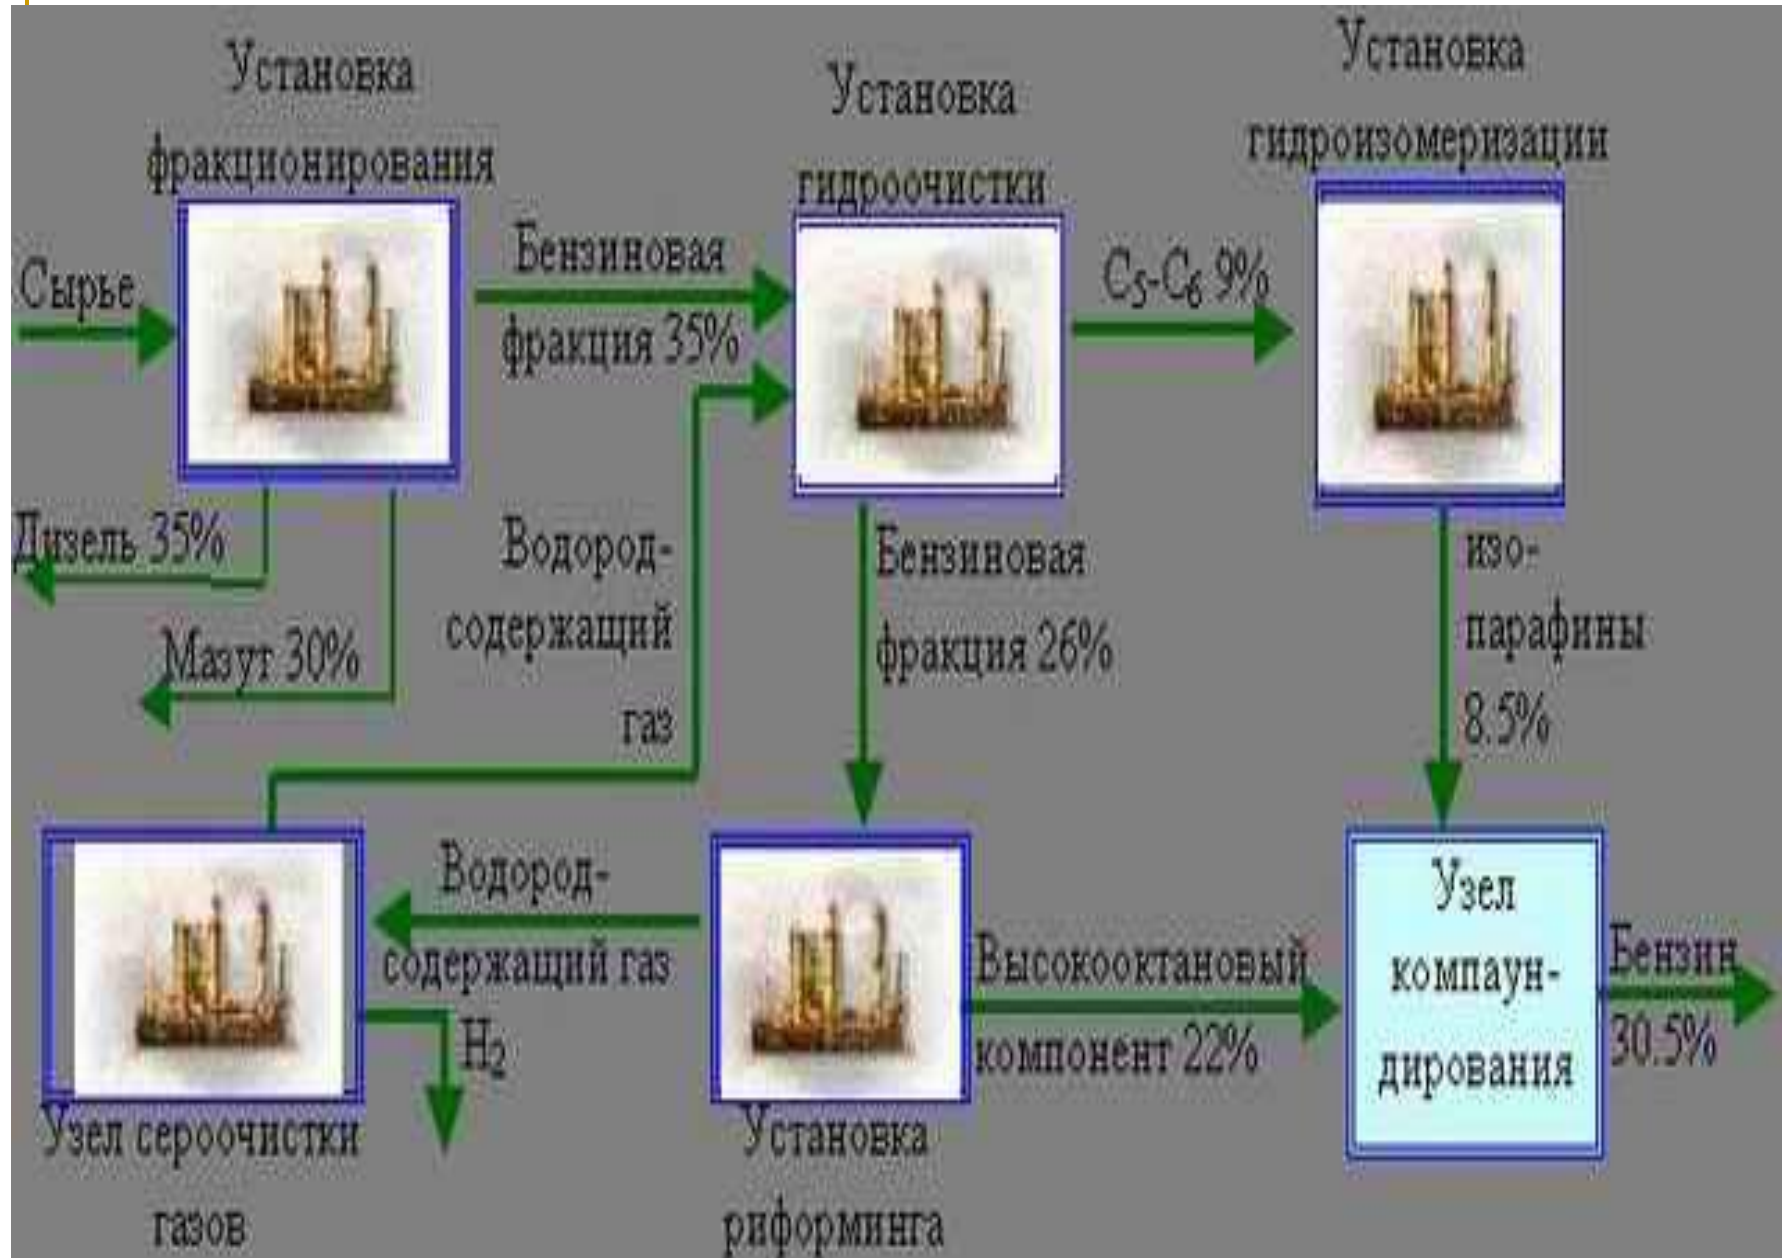 Установка
фракционирования
Установка
гидроочистки
Установка
гидроизомеризации
Сырье
Бензиновая
фракция 35%
C₅-C₆ 9%
Дизель 35%
Мазут 30%
Водород-
содержащий
газ
Бензиновая
фракция 26%
изо-
парафины
8.5%
Водород-
содержащий газ
H₂
Высокооктановый
компонент 22%
Узел
компаун-
дирования
Бензин
30.5%
Узел сероочистки
газов
Установка
риформинга